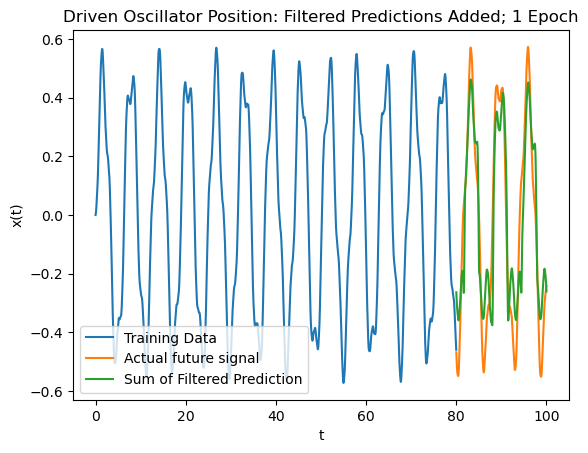 Driven Oscillator Position: Filtered Predictions Added; 1 Epoch
x(t)
0.6
0.4
0.2
0.0
−0.2
−0.4
−0.6
Training Data
Actual future signal
Sum of Filtered Prediction
0
20
40
60
80
100
t